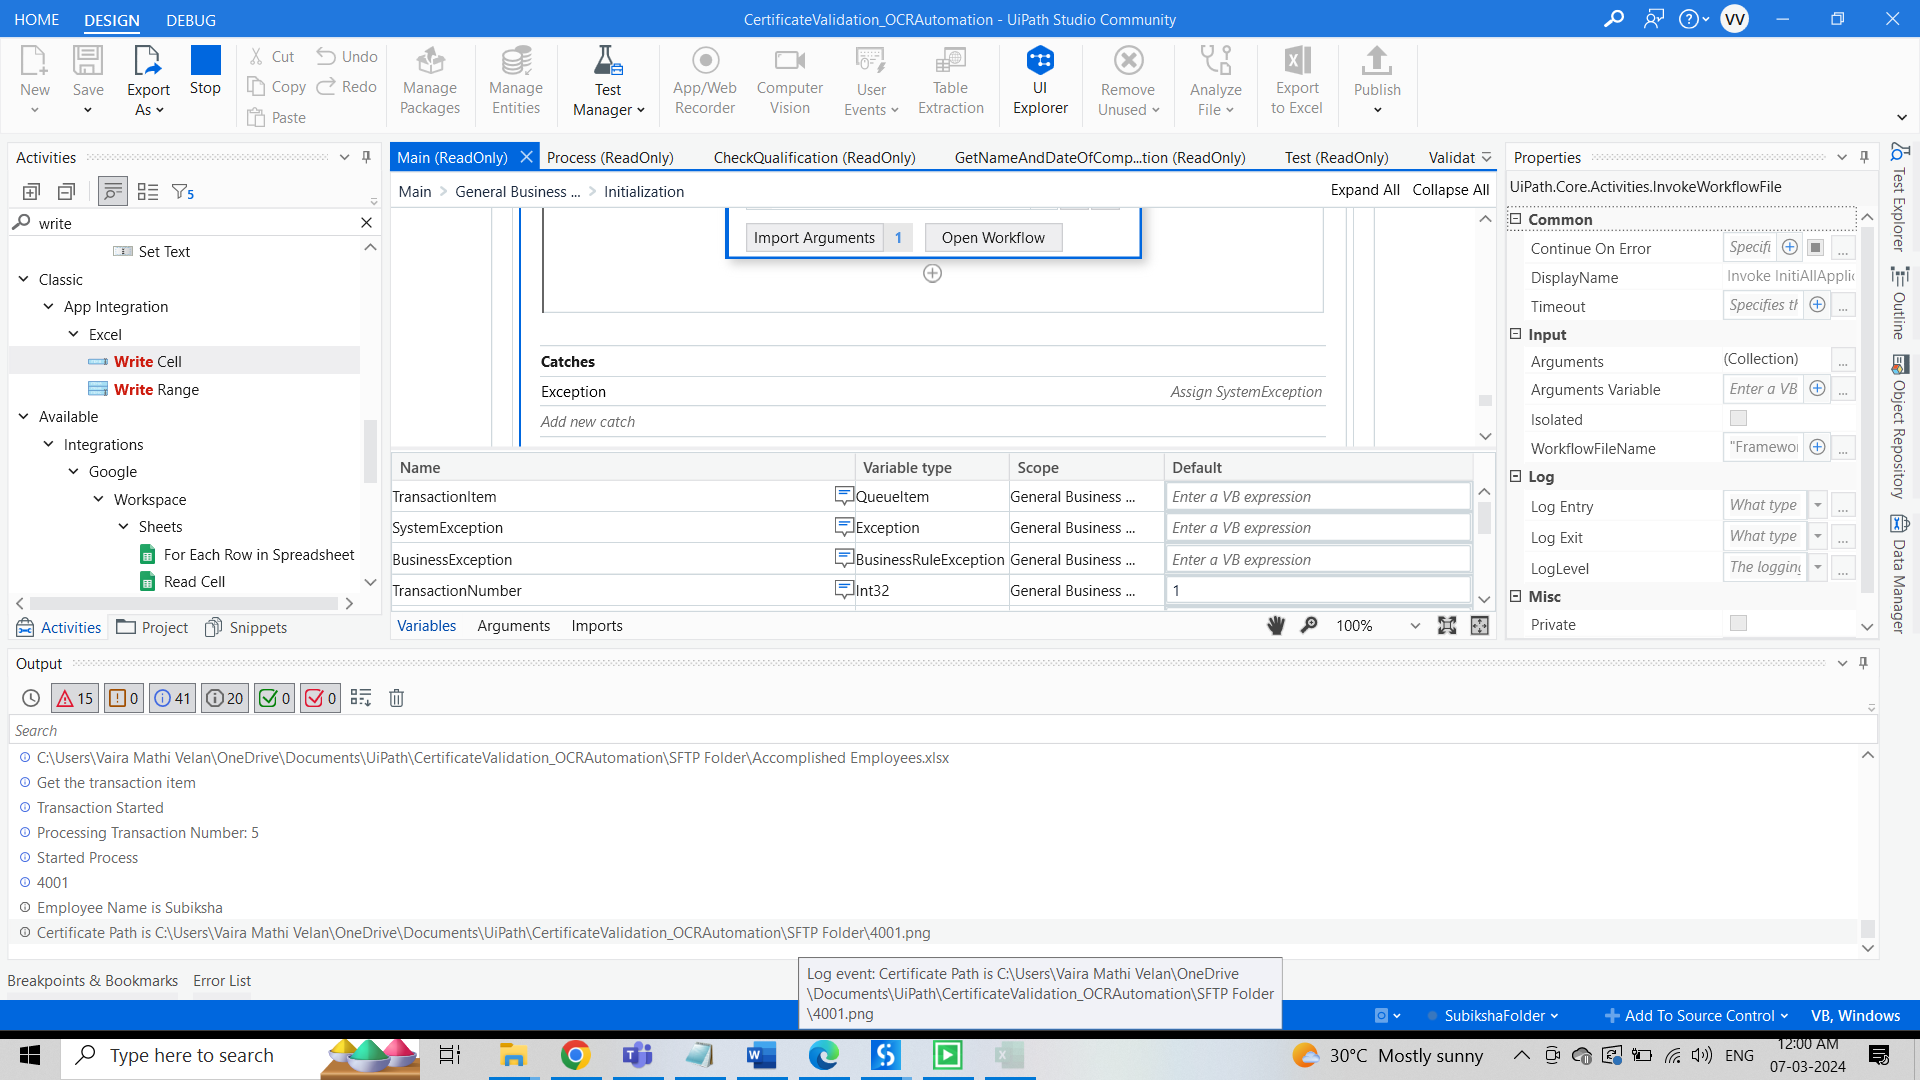 HOME DESIGN DEBUG CertificateValidation_OCRAutomation - UiPath Studio Community VV
New Save Export As Stop Cut Copy Paste Undo Redo Manage Packages Manage Entities Test Manager App/Web Recorder Computer Vision User Events Table Extraction UI Explorer Remove Unused Analyze File Export to Excel Publish
Activities
5
write
Set Text
Classic
App Integration
Excel
Write Cell
Write Range
Available
Integrations
Google
Workspace
Sheets
For Each Row in Spreadsheet
Read Cell
Activities Project Snippets
Main (ReadOnly) Process (ReadOnly) CheckQualification (ReadOnly) GetNameAndDateOfComp...tion (ReadOnly) Test (ReadOnly) Validat
Main > General Business ... > Initialization Expand All Collapse All
Import Arguments 1 Open Workflow
Catches
Exception Assign SystemException
Add new catch
Name Variable type Scope Default
TransactionItem QueueItem General Business ... Enter a VB expression
SystemException Exception General Business ... Enter a VB expression
BusinessException BusinessRuleException General Business ... Enter a VB expression
TransactionNumber Int32 General Business ... 1
Variables Arguments Imports 100%
Properties
UiPath.Core.Activities.InvokeWorkflowFile
Common
Continue On Error Specifi ...
DisplayName Invoke InitiAllApplic
Timeout Specifies th ...
Input
Arguments (Collection) ...
Arguments Variable Enter a VB ...
Isolated
WorkflowFileName "Framewor ...
Log
Log Entry What type ...
Log Exit What type ...
LogLevel The logging ...
Misc
Private
Test Explorer
Outline
Object Repository
Data Manager
Output
15 0 41 20 0 0
Search
C:\Users\Vaira Mathi Velan\OneDrive\Documents\UiPath\CertificateValidation_OCRAutomation\SFTP Folder\Accomplished Employees.xlsx
Get the transaction item
Transaction Started
Processing Transaction Number: 5
Started Process
4001
Employee Name is Subiksha
Certificate Path is C:\Users\Vaira Mathi Velan\OneDrive\Documents\UiPath\CertificateValidation_OCRAutomation\SFTP Folder\4001.png
Breakpoints & Bookmarks Error List
Log event: Certificate Path is C:\Users\Vaira Mathi Velan\OneDrive
\Documents\UiPath\CertificateValidation_OCRAutomation\SFTP Folder
\4001.png
SubikshaFolder Add To Source Control VB, Windows
Type here to search 30°C Mostly sunny ENG 12:00 AM
07-03-2024